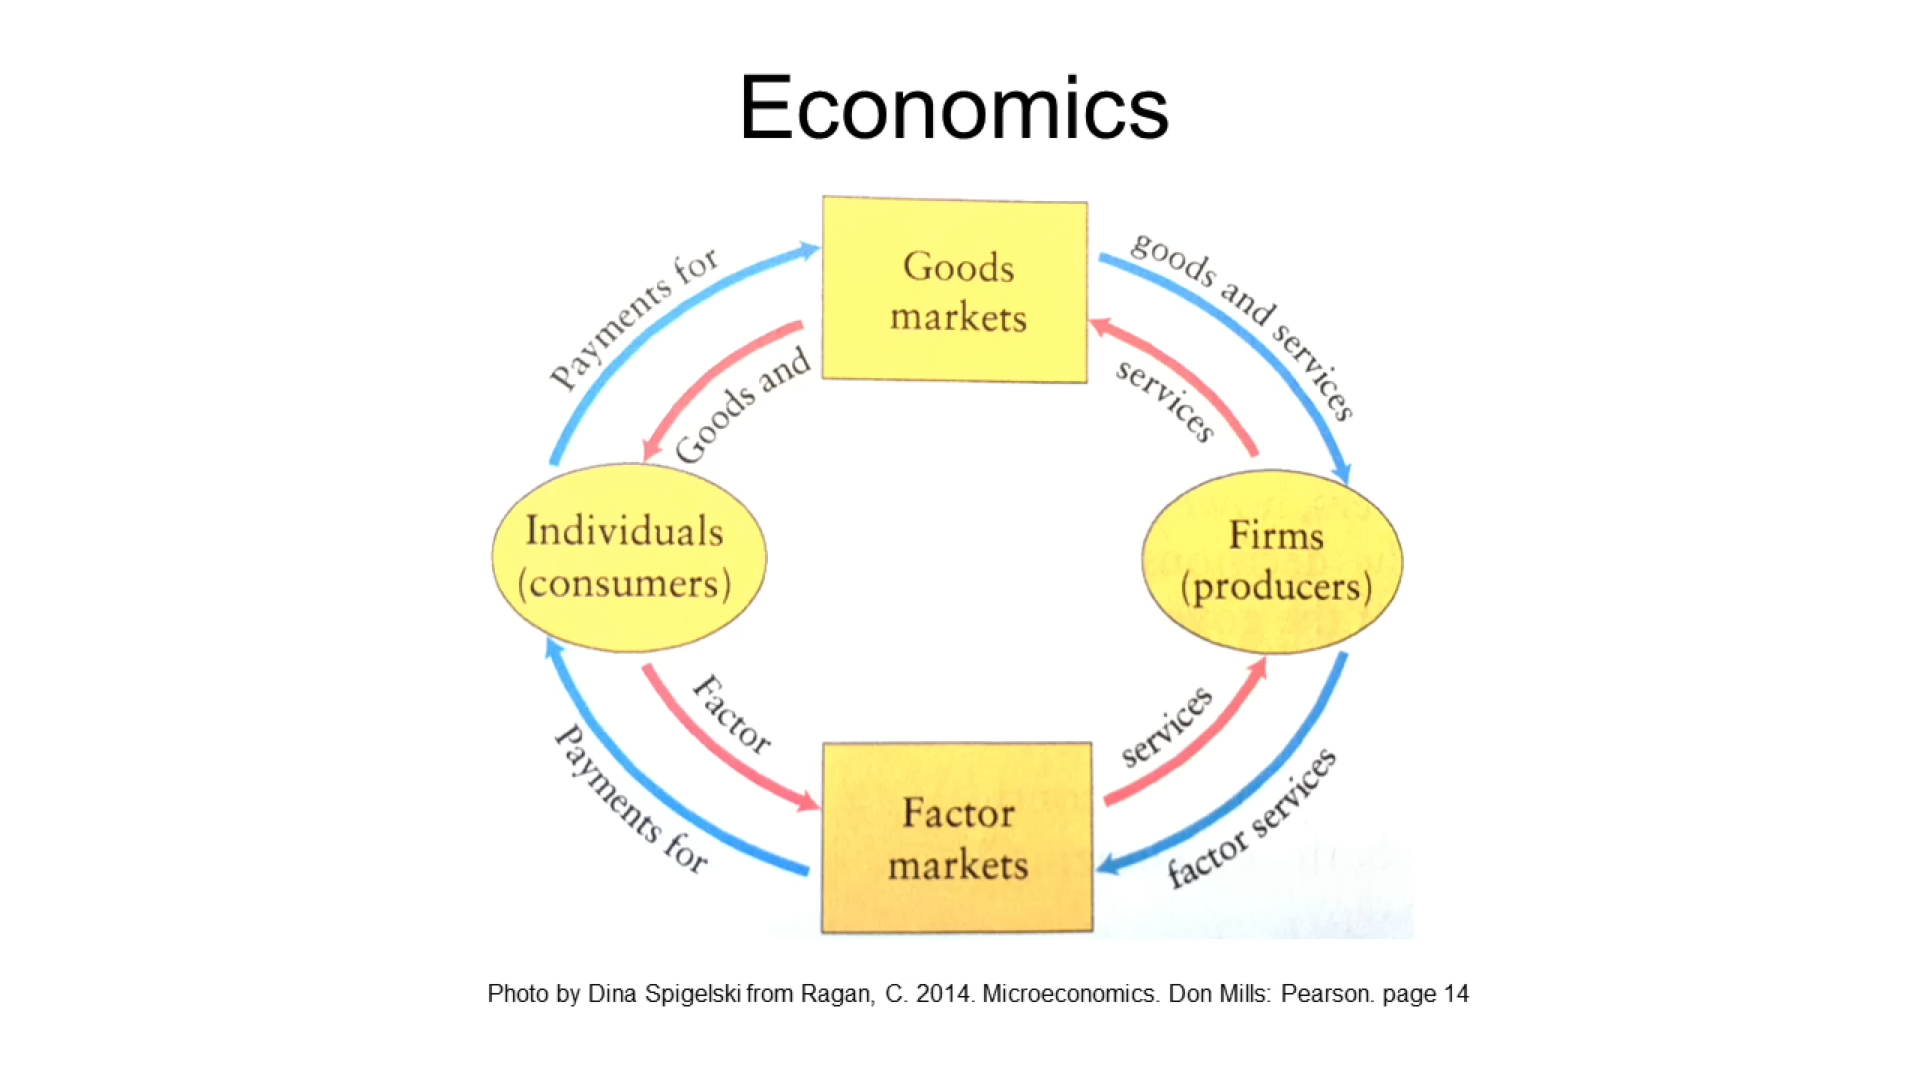 Economics
Payments for
goods and services
Goods
markets
Goods and
services
Individuals
(consumers)
Firms
(producers)
Factor
services
Payments for
factor services
Factor
markets
Photo by Dina Spigelski from Ragan, C. 2014. Microeconomics. Don Mills: Pearson. page 14